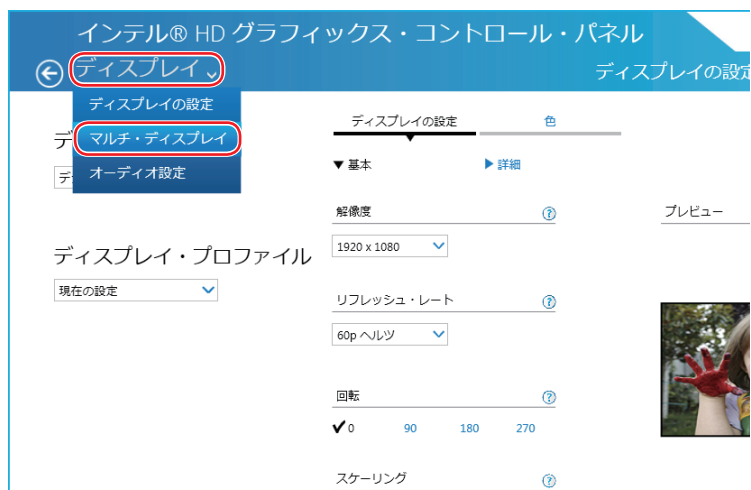 インテル® HD グラフィックス・コントロール・パネル
ディスプレイ
ディスプレイの設定
ディスプレイの設定
マルチ・ディスプレイ
オーディオ設定
ディスプレイ・プロファイル
現在の設定
ディスプレイの設定
色
▼ 基本
▶ 詳細
解像度
?
1920 x 1080
リフレッシュ・レート
?
60p ヘルツ
回転
?
✔ 0 90 180 270
スケーリング
?
プレビュー